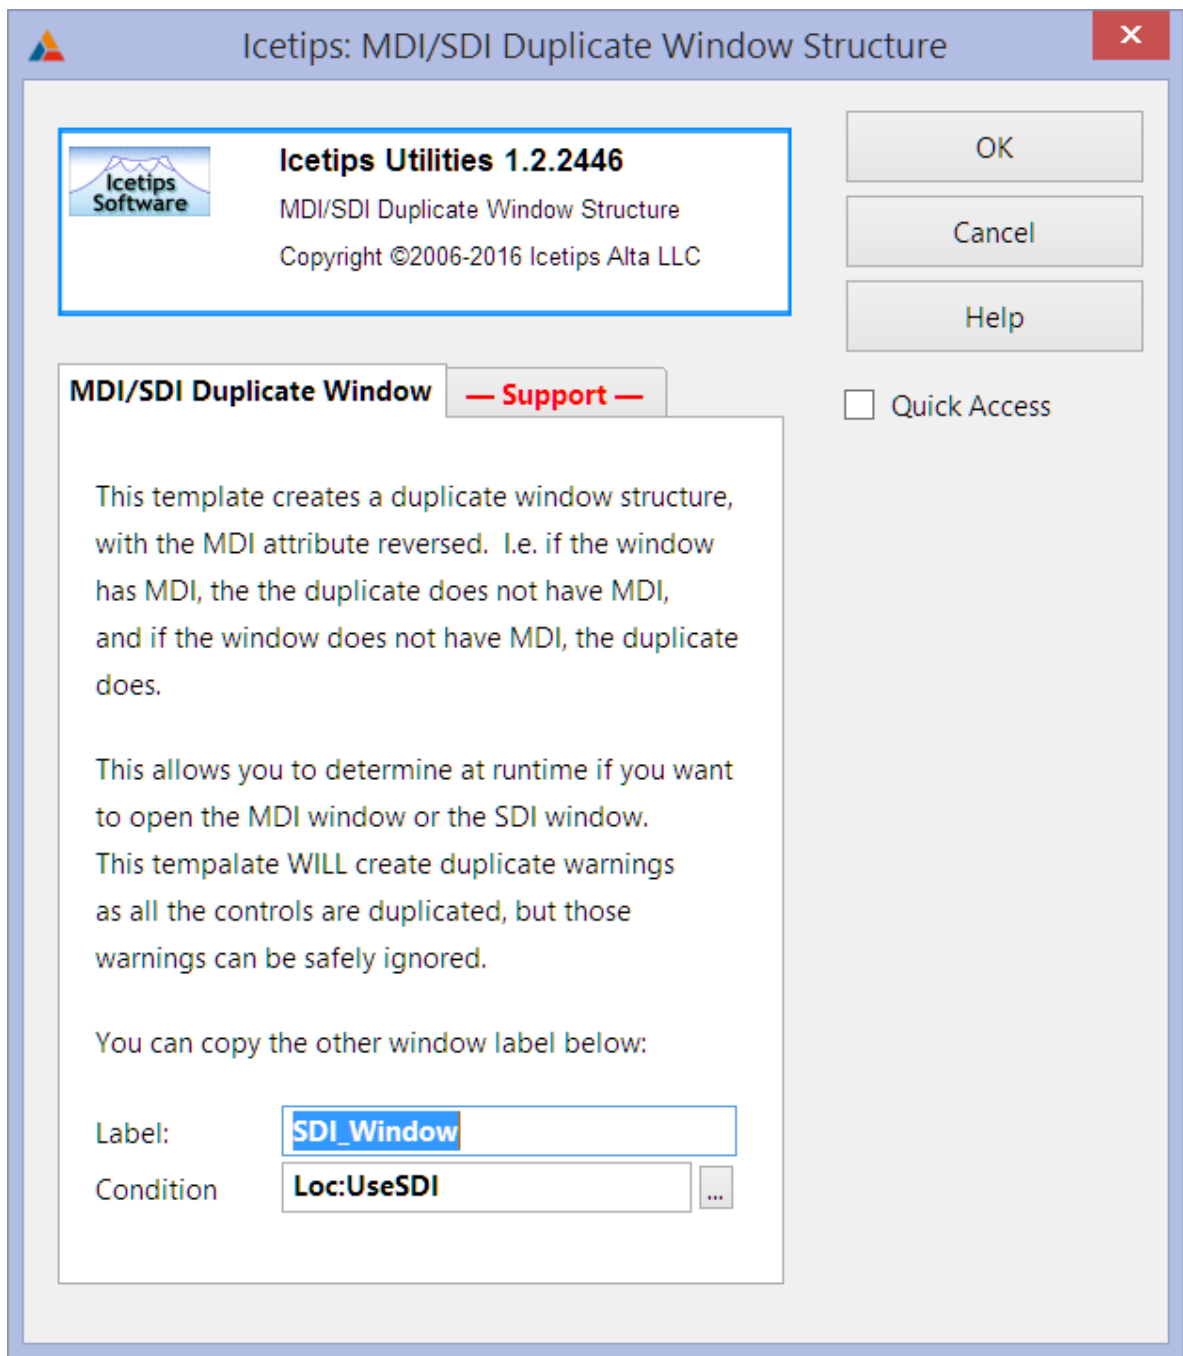 Icetips: MDI/SDI Duplicate Window Structure
Icetips
Software
Icetips Utilities 1.2.2446
MDI/SDI Duplicate Window Structure
Copyright ©2006-2016 Icetips Alta LLC
OK
Cancel
Help
Quick Access
MDI/SDI Duplicate Window
— Support —
This template creates a duplicate window structure,
with the MDI attribute reversed.  I.e. if the window
has MDI, the the duplicate does not have MDI,
and if the window does not have MDI, the duplicate
does.
This allows you to determine at runtime if you want
to open the MDI window or the SDI window.
This tempalate WILL create duplicate warnings
as all the controls are duplicated, but those
warnings can be safely ignored.
You can copy the other window label below:
Label: SDI_Window
Condition Loc:UseSDI ...